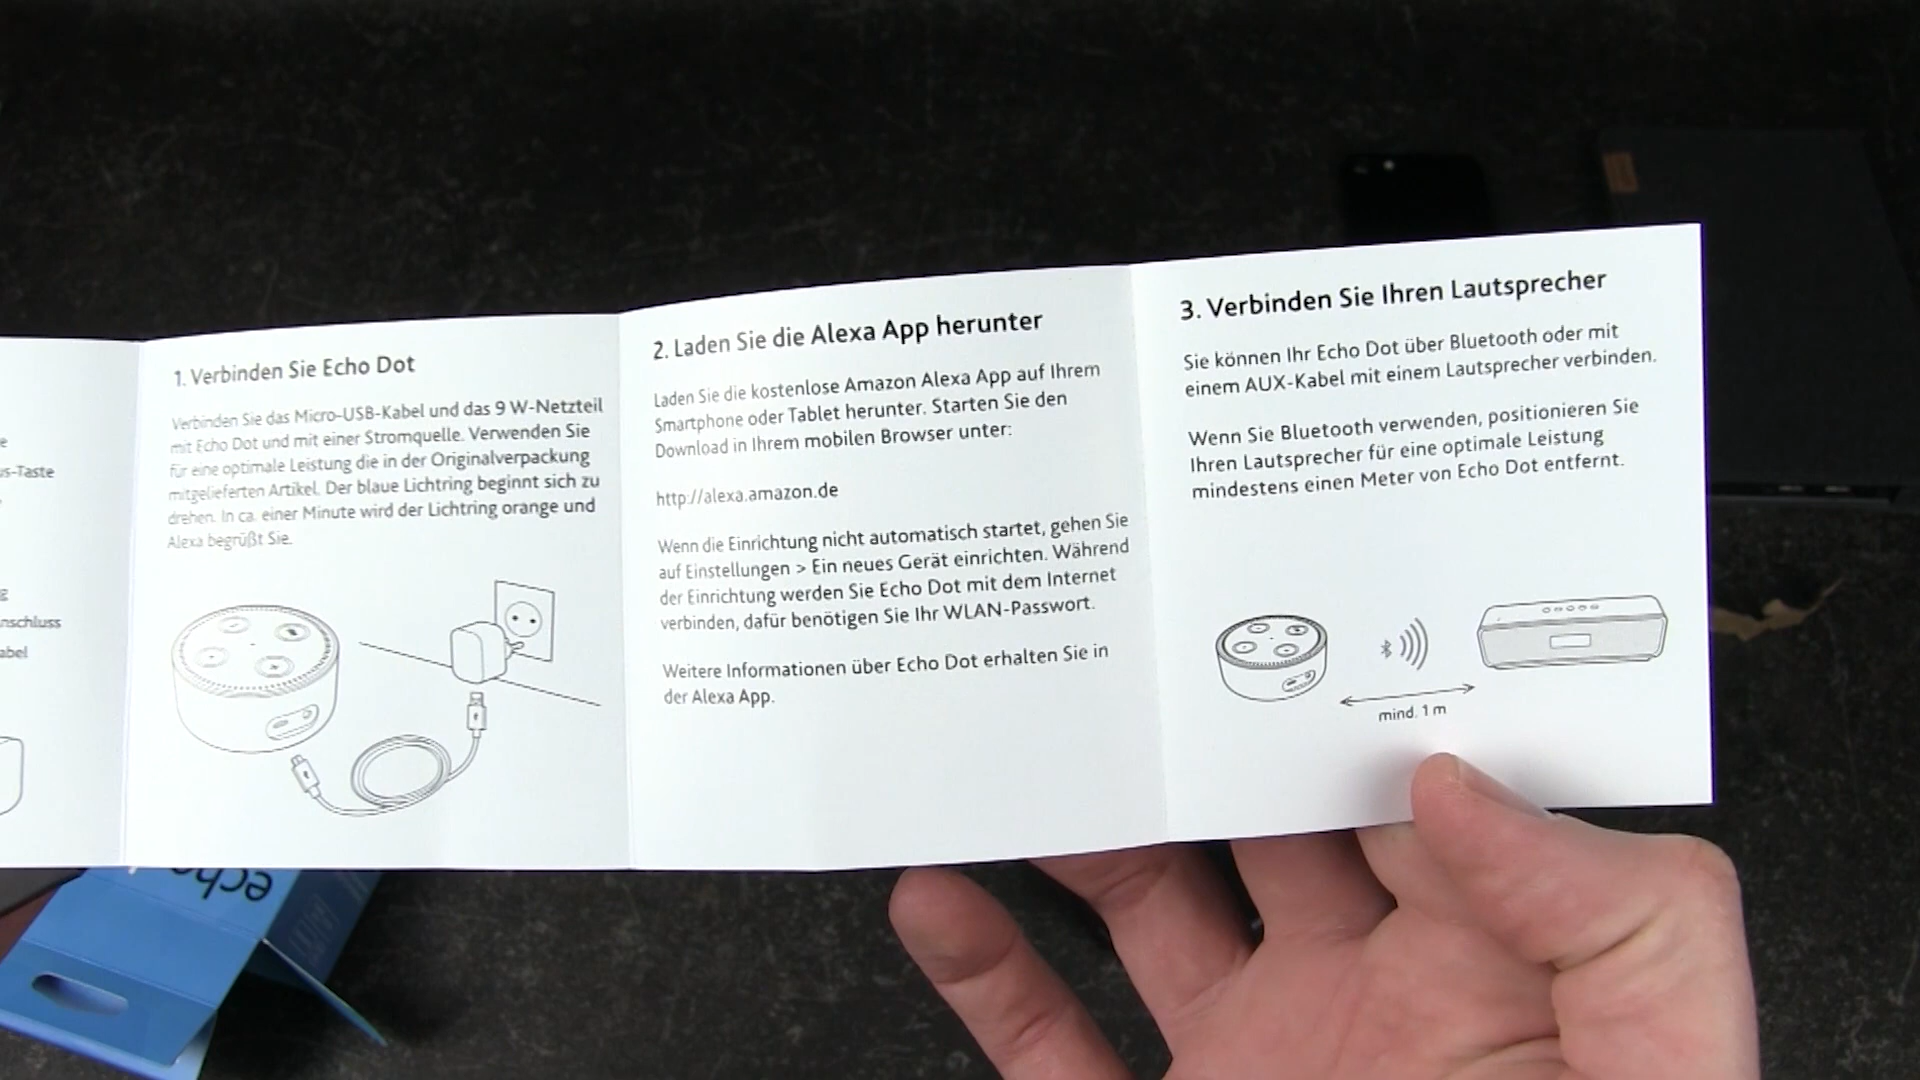 e
us-Taste
g
nschluss
abel
1. Verbinden Sie Echo Dot
Verbinden Sie das Micro-USB-Kabel und das 9 W-Netzteil
mit Echo Dot und mit einer Stromquelle. Verwenden Sie
für eine optimale Leistung die in der Originalverpackung
mitgelieferten Artikel. Der blaue Lichtring beginnt sich zu
drehen. In ca. einer Minute wird der Lichtring orange und
Alexa begrüßt Sie.
2. Laden Sie die Alexa App herunter
Laden Sie die kostenlose Amazon Alexa App auf Ihrem
Smartphone oder Tablet herunter. Starten Sie den
Download in Ihrem mobilen Browser unter:
http://alexa.amazon.de
Wenn die Einrichtung nicht automatisch startet, gehen Sie
auf Einstellungen > Ein neues Gerät einrichten. Während
der Einrichtung werden Sie Echo Dot mit dem Internet
verbinden, dafür benötigen Sie Ihr WLAN-Passwort.
Weitere Informationen über Echo Dot erhalten Sie in
der Alexa App.
3. Verbinden Sie Ihren Lautsprecher
Sie können Ihr Echo Dot über Bluetooth oder mit
einem AUX-Kabel mit einem Lautsprecher verbinden.
Wenn Sie Bluetooth verwenden, positionieren Sie
Ihren Lautsprecher für eine optimale Leistung
mindestens einen Meter von Echo Dot entfernt.
mind. 1 m
echo